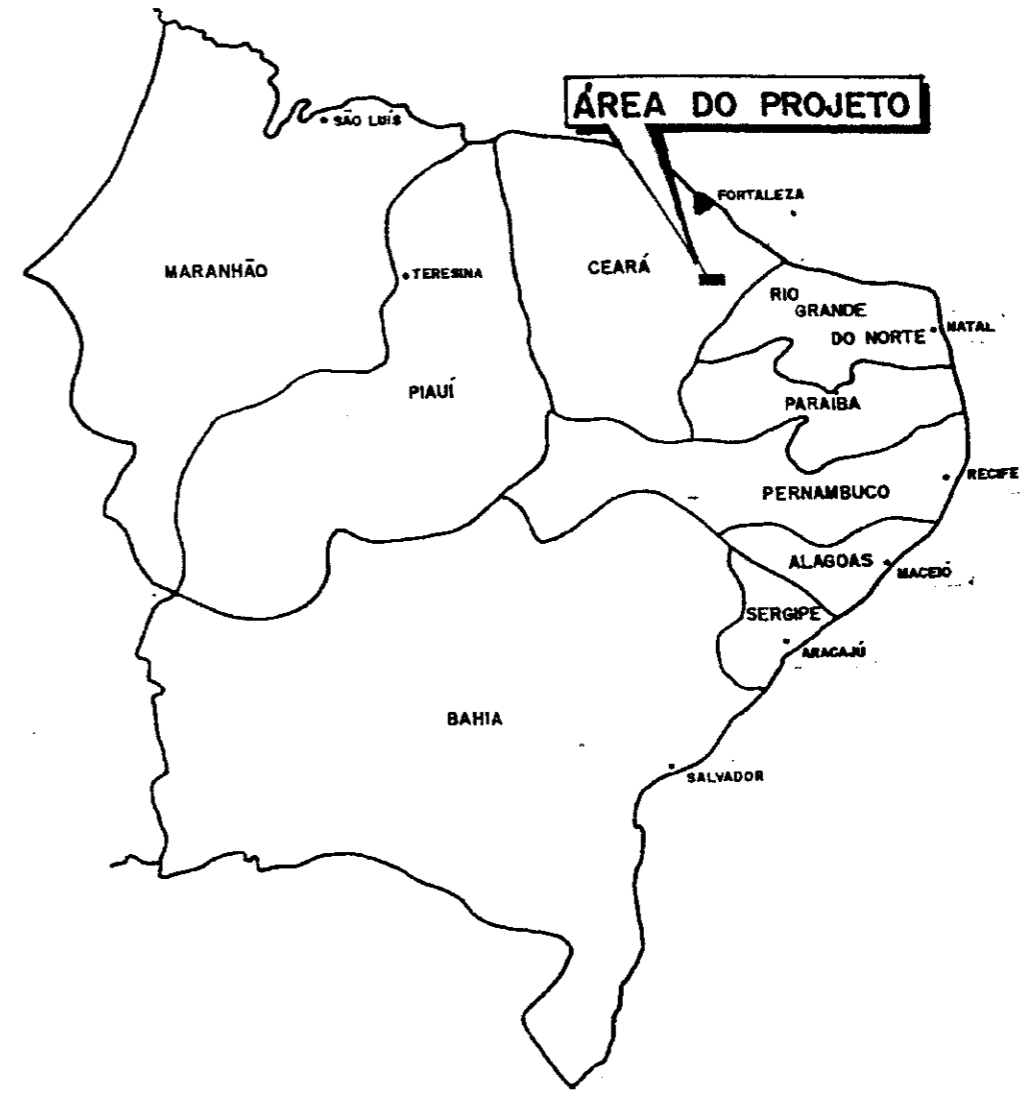 ÁREA DO PROJETO
SÃO LUÍS
FORTALEZA
MARANHÃO
TERESINA
CEARÁ
RIO
GRANDE
DO NORTE
NATAL
PIAUÍ
PARAIBA
RECIFE
PERNAMBUCO
ALAGOAS
MACEIÓ
SERGIPE
ARACAJÚ
BAHIA
SALVADOR